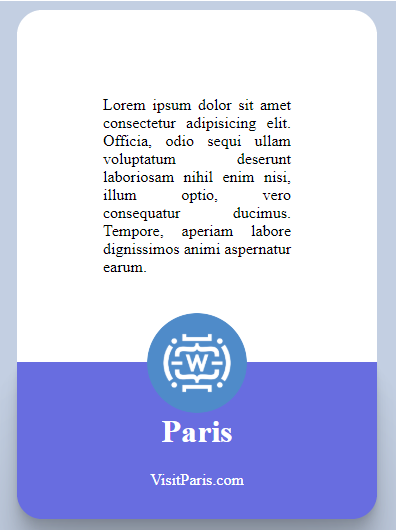 Lorem ipsum dolor sit amet
consectetur adipisicing elit.
Officia, odio sequi ullam
voluptatum deserunt
laboriosam nihil enim nisi,
illum optio, vero
consequatur ducimus.
Tempore, aperiam labore
dignissimos animi aspernatur
earum.
W
Paris
VisitParis.com